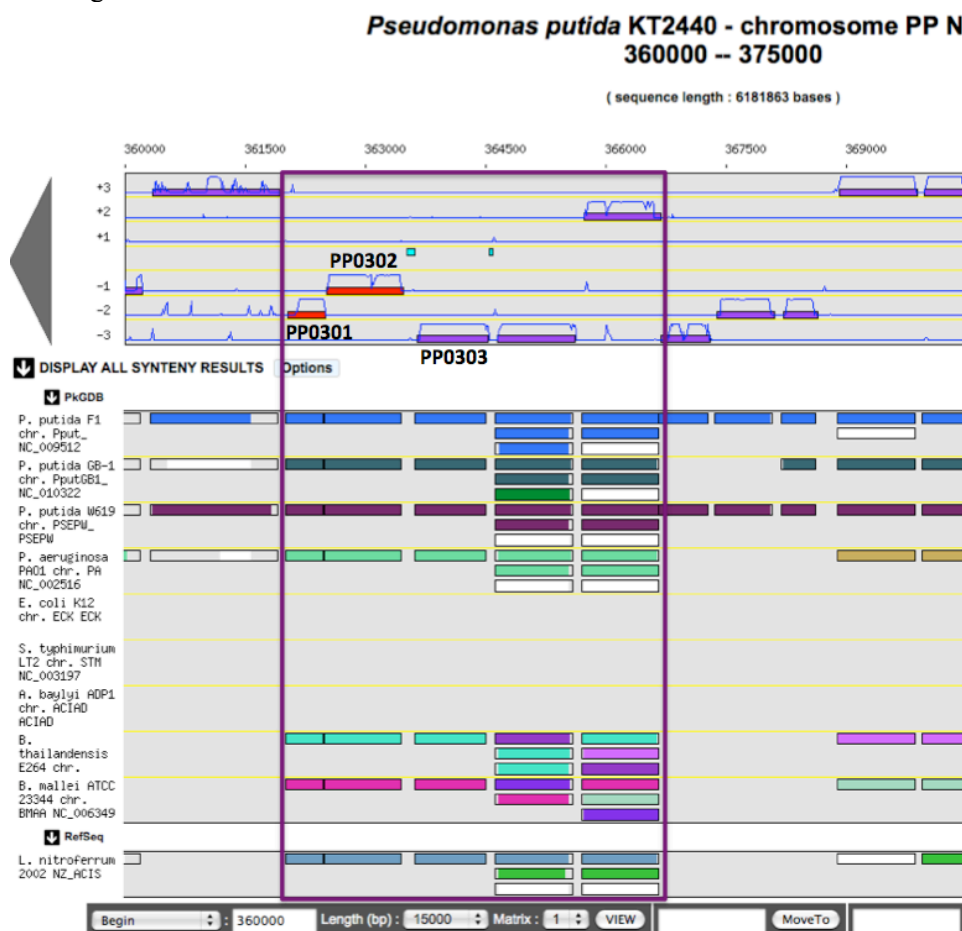 Pseudomonas putida KT2440 - chromosome PP N
360000 -- 375000
( sequence length : 6181863 bases )
360000 361500 363000 364500 366000 367500 369000
+3
+2
+1
PP0302
-1
-2
PP0301
-3
PP0303
DISPLAY ALL SYNTENY RESULTS Options
PkGDB
P. putida F1
chr. Pput_
NC_009512
P. putida GB-1
chr. PputGB1_
NC_010322
P. putida W619
chr. PSEPW_
PSEPW
P. aeruginosa
PAO1 chr. PA
NC_002516
E. coli K12
chr. ECK ECK
S. typhimurium
LT2 chr. STM
NC_003197
A. baylyi ADP1
chr. ACIAD
ACIAD
B.
thailandensis
E264 chr.
B. mallei ATCC
23344 chr.
BMAA NC_006349
RefSeq
L. nitroferrum
2002 NZ_ACIS
Begin : 360000 Length (bp) : 15000 Matrix : 1 VIEW MoveTo